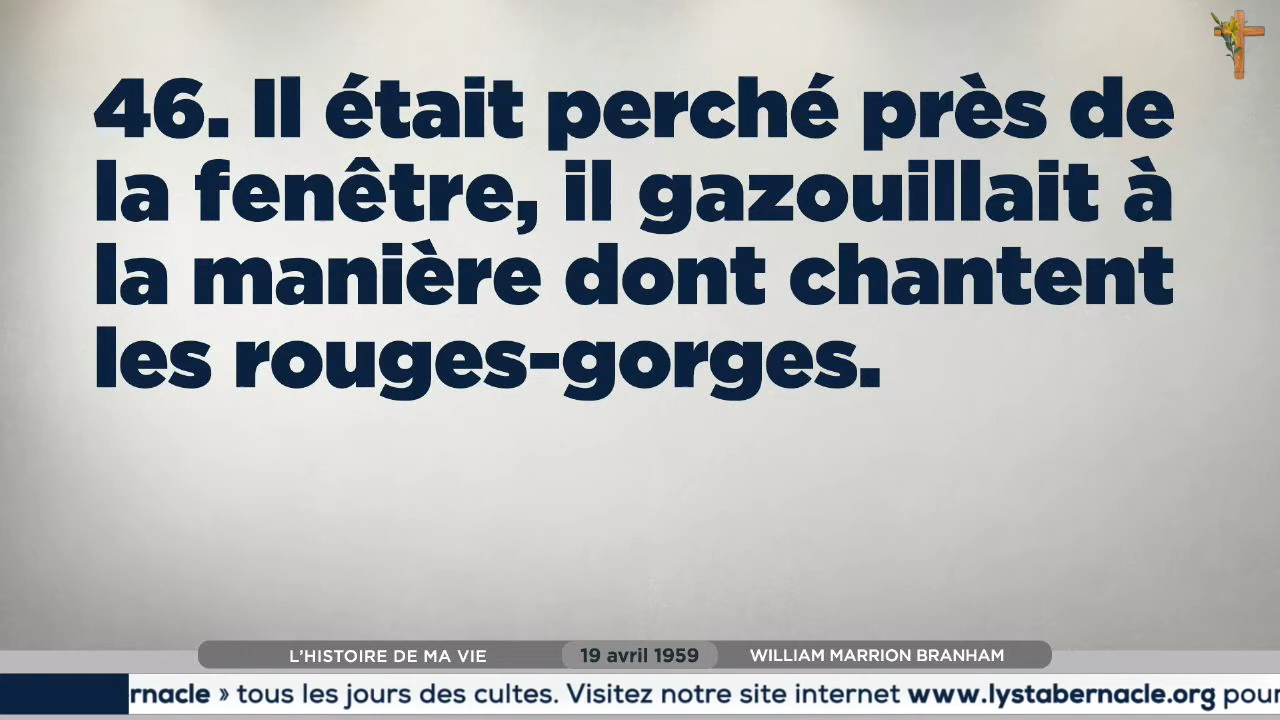 46. Il était perché près de
la fenêtre, il gazouillait à
la manière dont chantent
les rouges-gorges.
L'HISTOIRE DE MA VIE 19 avril 1959 WILLIAM MARRION BRANHAM
rnacle » tous les jours des cultes. Visitez notre site internet www.lystabernacle.org pour